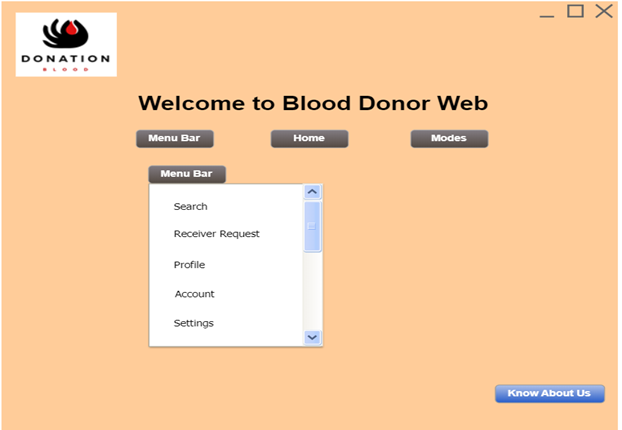 DONATION
BLOOD
Welcome to Blood Donor Web
Menu Bar Home Modes
Menu Bar
Search
Receiver Request
Profile
Account
Settings
Know About Us